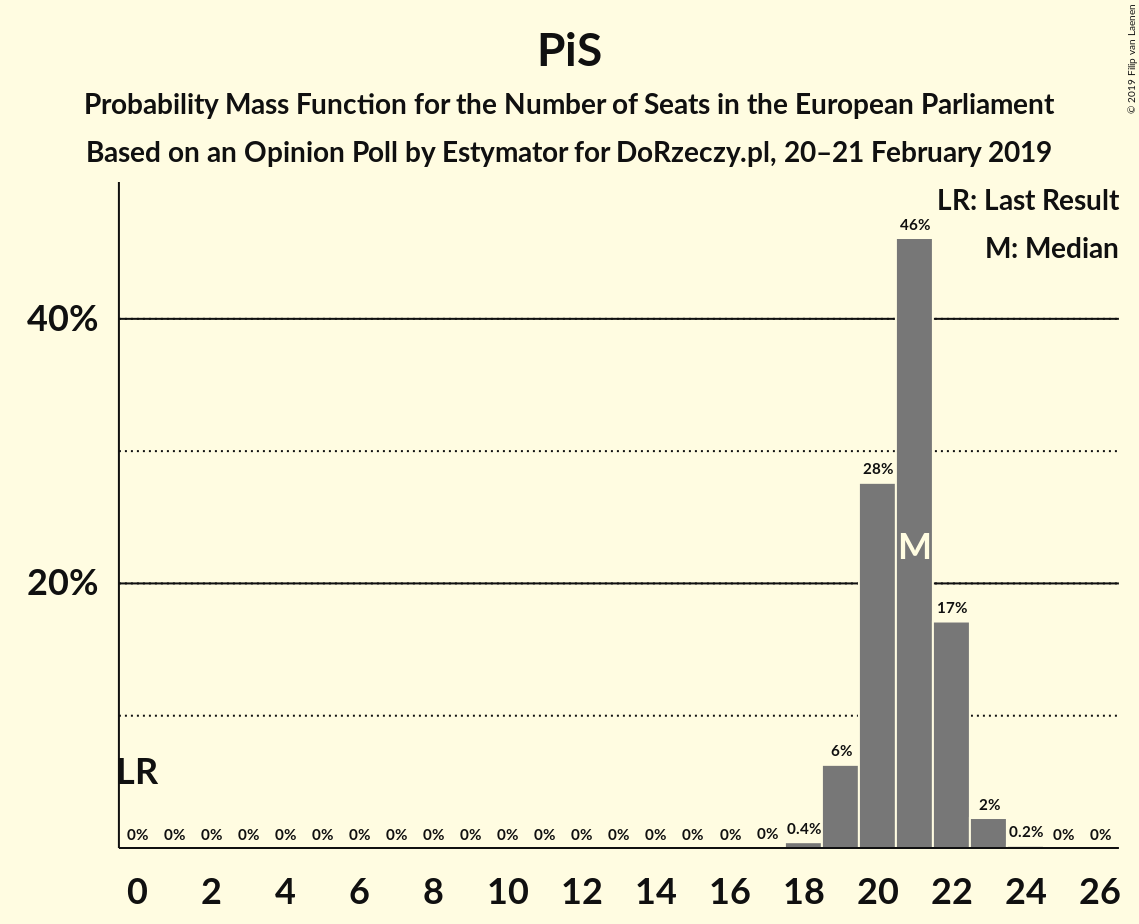 PiS
Probability Mass Function for the Number of Seats in the European Parliament
Based on an Opinion Poll by Estymator for DoRzeczy.pl, 20–21 February 2019
© 2019 Filip van Laenen
LR: Last Result
M: Median
40%
20%
LR
M
0% 0% 0% 0% 0% 0% 0% 0% 0% 0% 0% 0% 0% 0% 0% 0% 0% 0% 0.4% 6% 28% 46% 17% 2% 0.2% 0% 0%
0 2 4 6 8 10 12 14 16 18 20 22 24 26